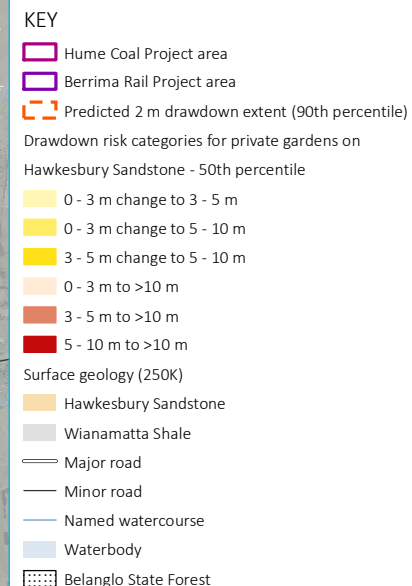 KEY
Hume Coal Project area
Berrima Rail Project area
Predicted 2 m drawdown extent (90th percentile)
Drawdown risk categories for private gardens on
Hawkesbury Sandstone - 50th percentile
0 - 3 m change to 3 - 5 m
0 - 3 m change to 5 - 10 m
3 - 5 m change to 5 - 10 m
0 - 3 m to >10 m
3 - 5 m to >10 m
5 - 10 m to >10 m
Surface geology (250K)
Hawkesbury Sandstone
Wianamatta Shale
Major road
Minor road
Named watercourse
Waterbody
Belanglo State Forest